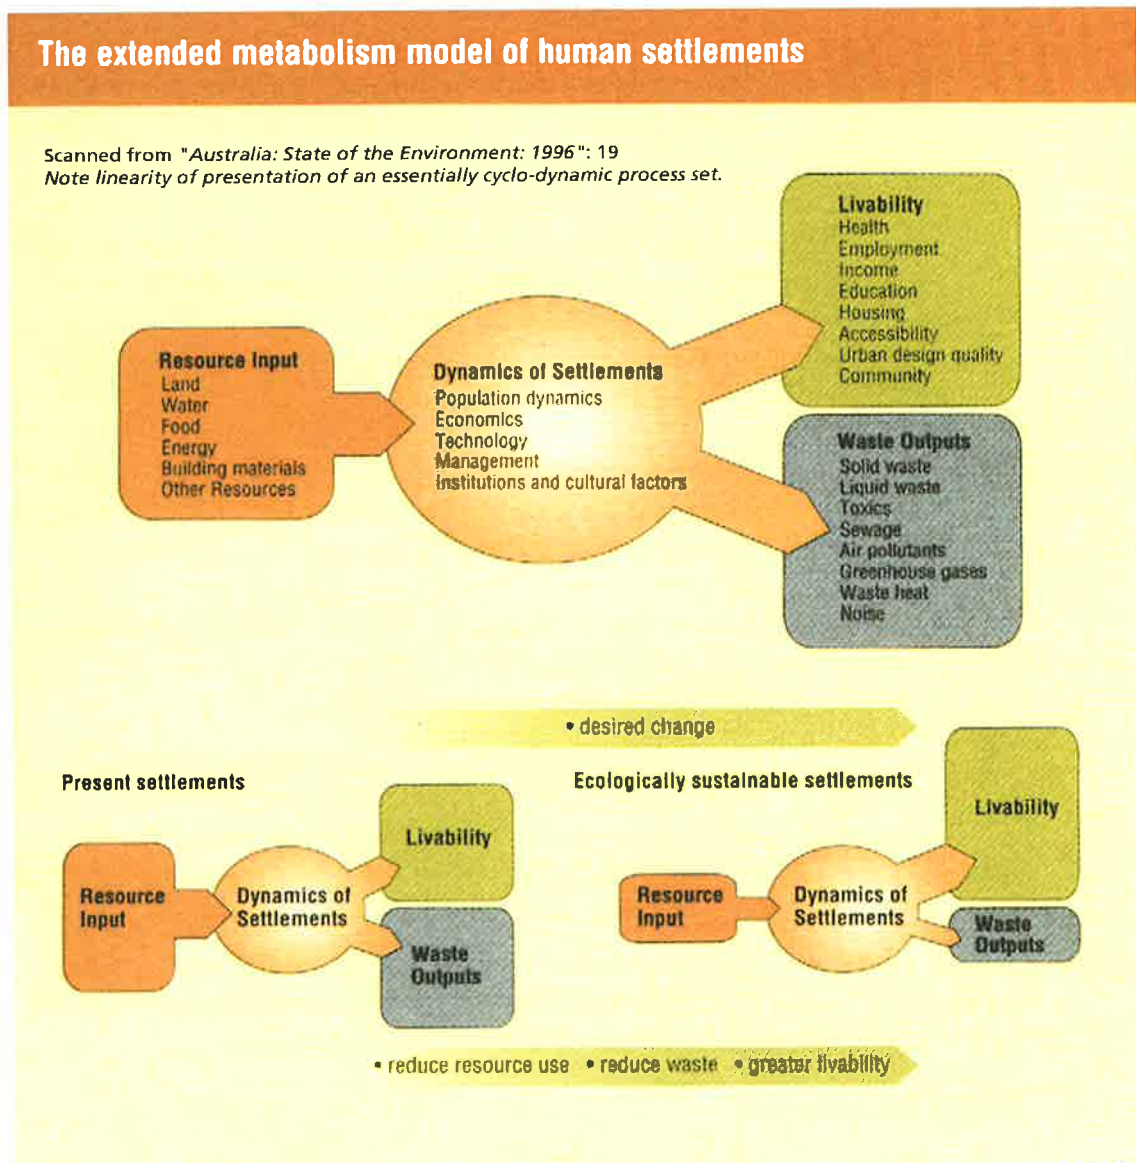 The extended metabolism model of human settlements
Scanned from "Australia: State of the Environment: 1996": 19
Note linearity of presentation of an essentially cyclo-dynamic process set.
Resource Input
Land
Water
Food
Energy
Building materials
Other Resources
Dynamics of Settlements
Population dynamics
Economics
Technology
Management
Institutions and cultural factors
Livability
Health
Employment
Income
Education
Housing
Accessibility
Urban design quality
Community
Waste Outputs
Solid waste
Liquid waste
Toxics
Sewage
Air pollutants
Greenhouse gases
Waste heat
Noise
• desired change
Present settlements
Resource
Input
Dynamics of
Settlements
Livability
Waste
Outputs
Ecologically sustainable settlements
Resource
Input
Dynamics of
Settlements
Livability
Waste
Outputs
• reduce resource use • reduce waste • greater livability